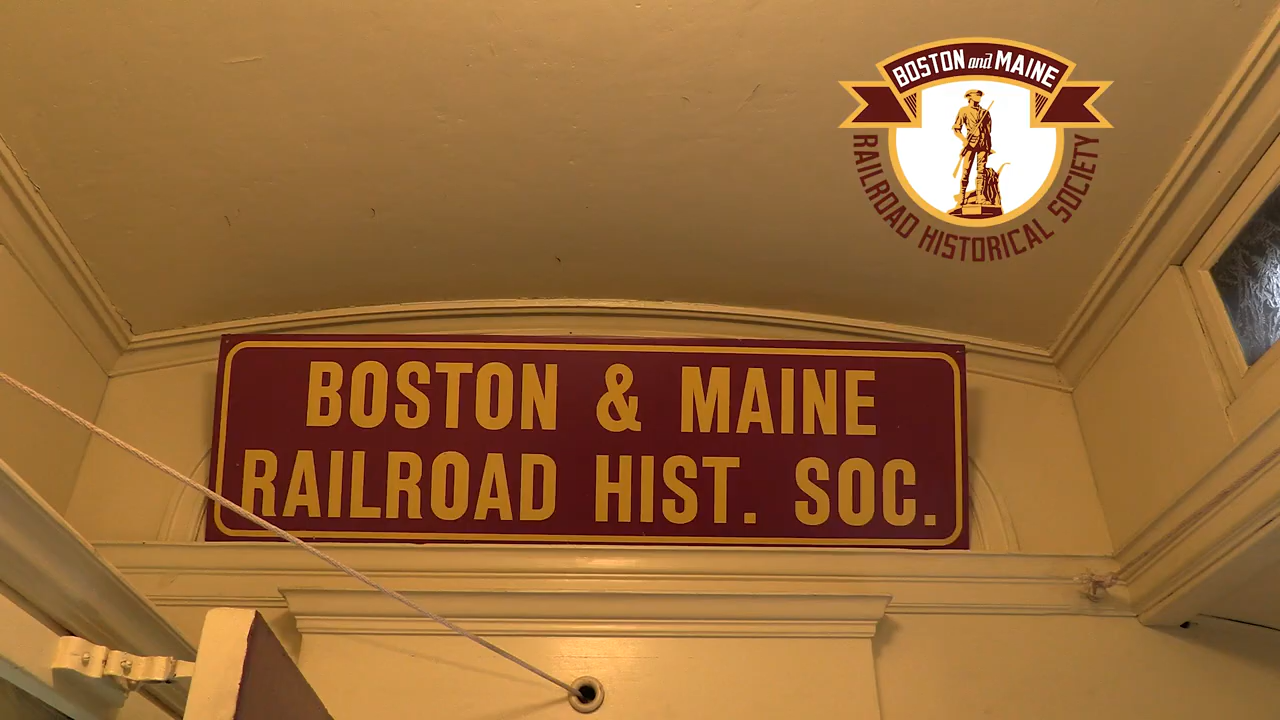 BOSTON and MAINE
RAILROAD HISTORICAL SOCIETY
BOSTON & MAINE
RAILROAD HIST. SOC.